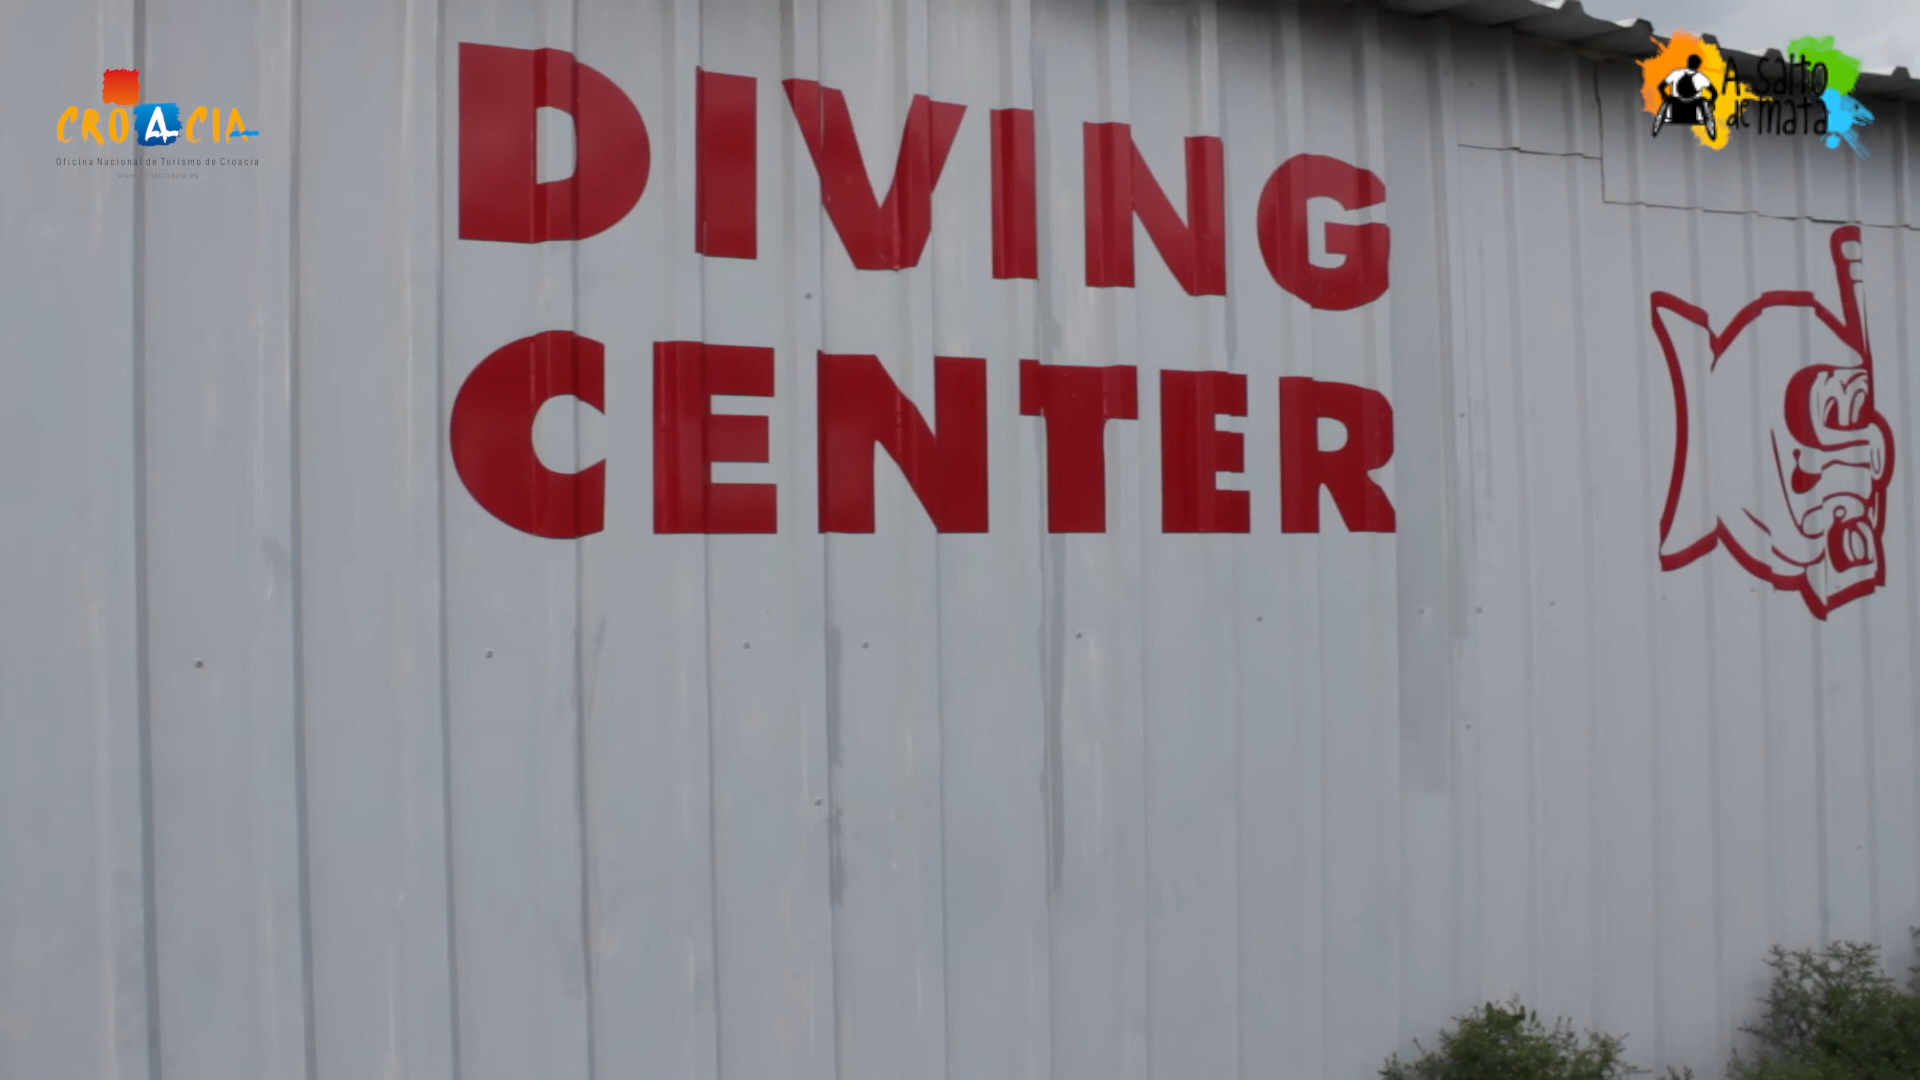 CROACIA
Oficina Nacional de Turismo de Croacia
A Salto
de mata
DIVING
CENTER